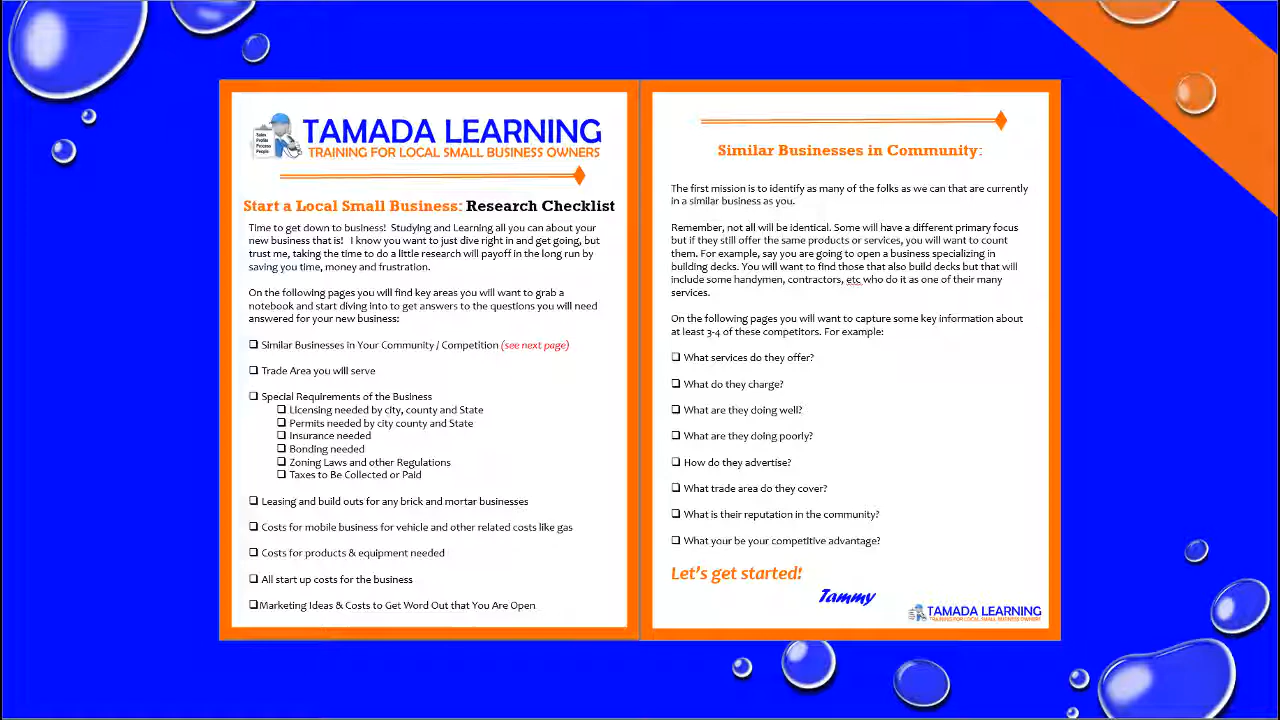 Sales
Profits
Process
People
TAMADA LEARNING
TRAINING FOR LOCAL SMALL BUSINESS OWNERS
Start a Local Small Business: Research Checklist
Time to get down to business! Studying and Learning all you can about your
new business that is! I know you want to just dive right in and get going, but
trust me, taking the time to do a little research will payoff in the long run by
saving you time, money and frustration.
On the following pages you will find key areas you will want to grab a
notebook and start diving into to get answers to the questions you will need
answered for your new business:
❑ Similar Businesses in Your Community / Competition (see next page)
❑ Trade Area you will serve
❑ Special Requirements of the Business
❑ Licensing needed by city, county and State
❑ Permits needed by city county and State
❑ Insurance needed
❑ Bonding needed
❑ Zoning Laws and other Regulations
❑ Taxes to Be Collected or Paid
❑ Leasing and build outs for any brick and mortar businesses
❑ Costs for mobile business for vehicle and other related costs like gas
❑ Costs for products & equipment needed
❑ All start up costs for the business
❑Marketing Ideas & Costs to Get Word Out that You Are Open
Similar Businesses in Community:
The first mission is to identify as many of the folks as we can that are currently
in a similar business as you.
Remember, not all will be identical. Some will have a different primary focus
but if they still offer the same products or services, you will want to count
them. For example, say you are going to open a business specializing in
building decks. You will want to find those that also build decks but that will
include some handymen, contractors, etc who do it as one of their many
services.
On the following pages you will want to capture some key information about
at least 3-4 of these competitors. For example:
❑ What services do they offer?
❑ What do they charge?
❑ What are they doing well?
❑ What are they doing poorly?
❑ How do they advertise?
❑ What trade area do they cover?
❑ What is their reputation in the community?
❑ What your be your competitive advantage?
Let's get started!
Tammy
TAMADA LEARNING
TRAINING FOR LOCAL SMALL BUSINESS OWNERS